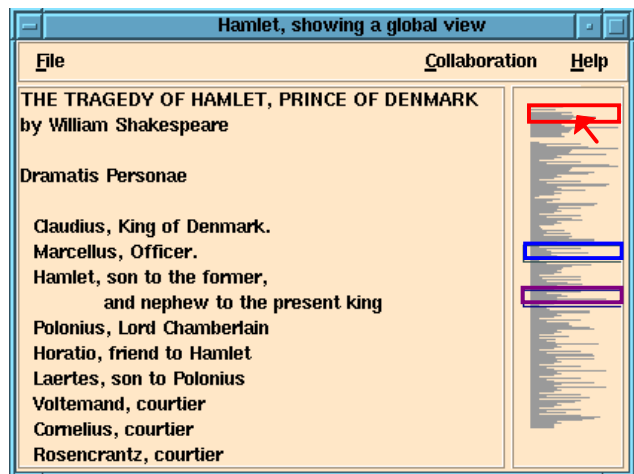 Hamlet, showing a global view
File Collaboration Help
THE TRAGEDY OF HAMLET, PRINCE OF DENMARK
by William Shakespeare
Dramatis Personae
Claudius, King of Denmark.
Marcellus, Officer.
Hamlet, son to the former,
and nephew to the present king
Polonius, Lord Chamberlain
Horatio, friend to Hamlet
Laertes, son to Polonius
Voltemand, courtier
Cornelius, courtier
Rosencrantz, courtier